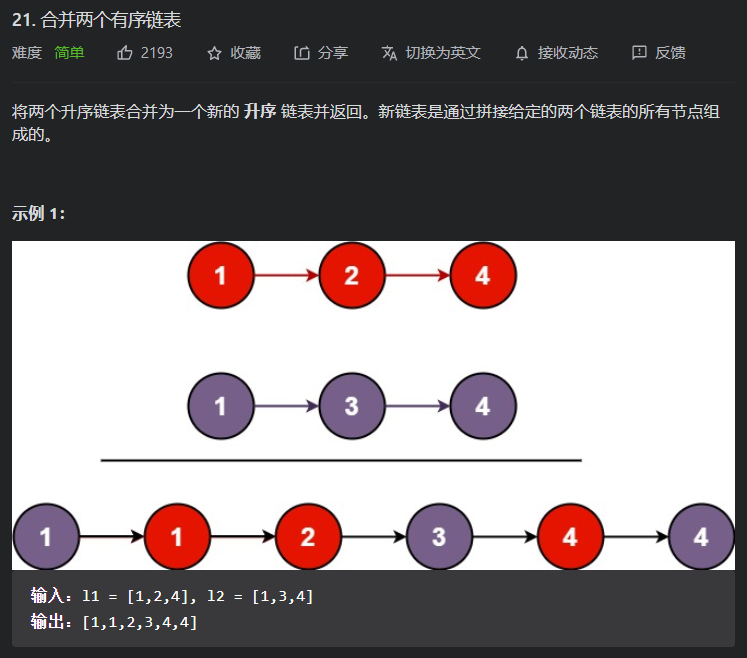 21. 合并两个有序链表
难度 简单 2193 收藏 分享 切换为英文 接收动态 反馈
将两个升序链表合并为一个新的 升序 链表并返回。新链表是通过拼接给定的两个链表的所有节点组
成的。
示例 1：
1 2 4
1 3 4
1 1 2 3 4 4
输入：l1 = [1,2,4], l2 = [1,3,4]
输出：[1,1,2,3,4,4]